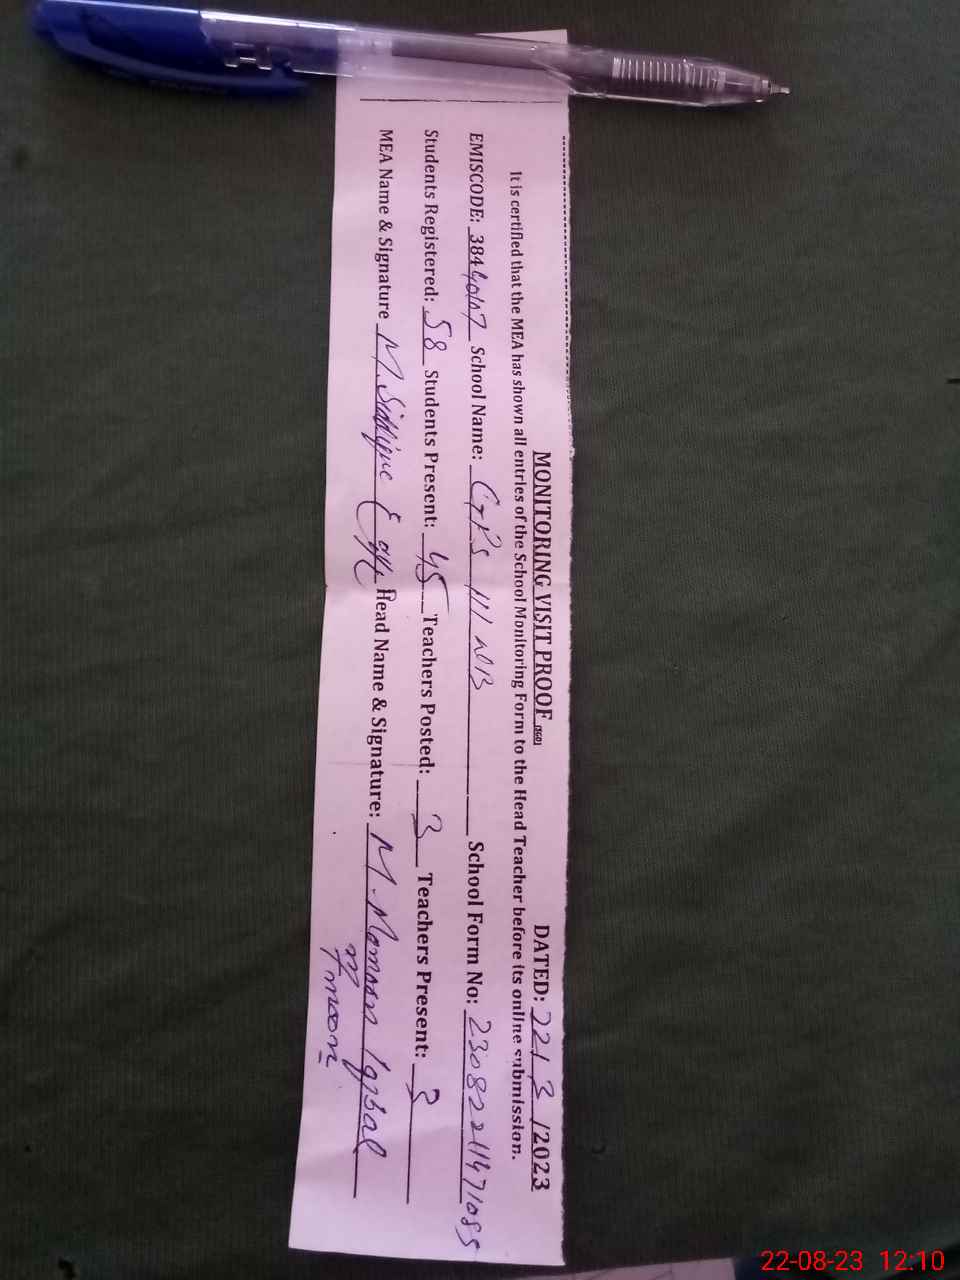 MONITORING VISIT PROOF (SGD) DATED: 22/ 3 /2023
It is certified that the MEA has shown all entries of the School Monitoring Form to the Head Teacher before its online submission.
EMISCODE: 38440107 School Name: GPS 111 NB School Form No:
Students Registered: 58 Students Present: 45 Teachers Posted: 3 Teachers Present: 3
MEA Name & Signature M. Siddique Head Name & Signature: M. Mamoon Iqbal
22-08-23 12:10